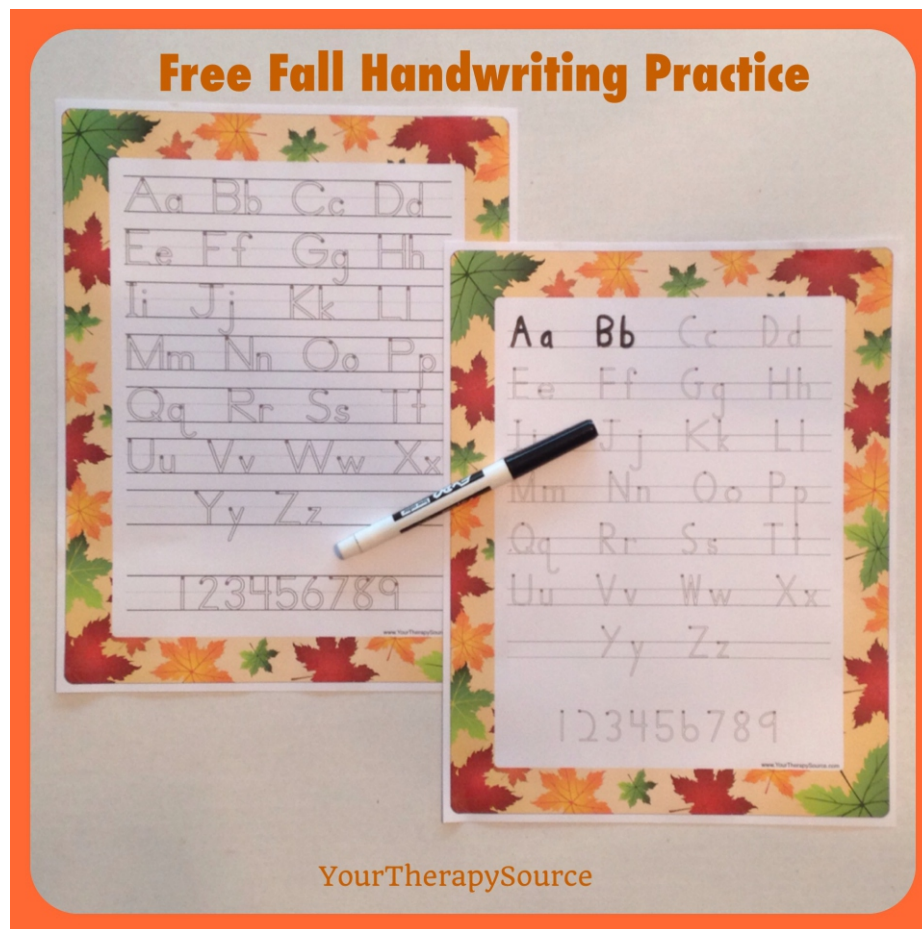 Free Fall Handwriting Practice
Aa Bb Cc Dd
Ee Ff Gg Hh
Ii Jj Kk Ll
Mm Nn Oo Pp
Qq Rr Ss Tt
Uu Vv Ww Xx
Yy Zz
123456789
Aa Bb Cc Dd
Ee Ff Gg Hh
Ii Jj Kk Ll
Mm Nn Oo Pp
Qq Rr Ss Tt
Uu Vv Ww Xx
Yy Zz
123456789
www.YourTherapySource.com
YourTherapySource